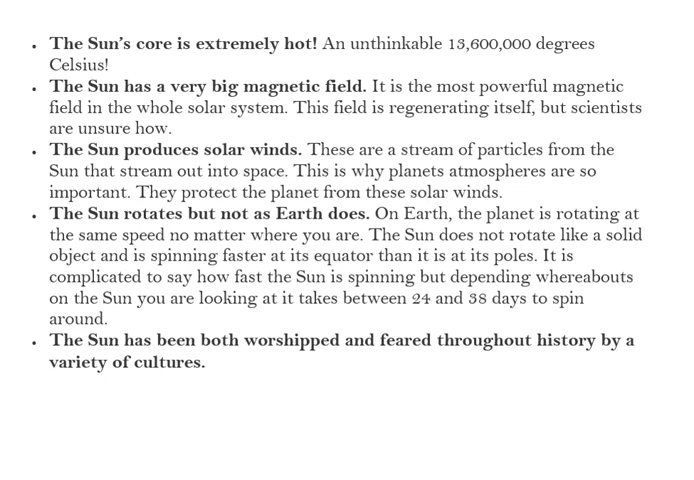 • The Sun's core is extremely hot! An unthinkable 13,600,000 degrees
Celsius!
• The Sun has a very big magnetic field. It is the most powerful magnetic
field in the whole solar system. This field is regenerating itself, but scientists
are unsure how.
• The Sun produces solar winds. These are a stream of particles from the
Sun that stream out into space. This is why planets atmospheres are so
important. They protect the planet from these solar winds.
• The Sun rotates but not as Earth does. On Earth, the planet is rotating at
the same speed no matter where you are. The Sun does not rotate like a solid
object and is spinning faster at its equator than it is at its poles. It is
complicated to say how fast the Sun is spinning but depending whereabouts
on the Sun you are looking at it takes between 24 and 38 days to spin
around.
• The Sun has been both worshipped and feared throughout history by a
variety of cultures.